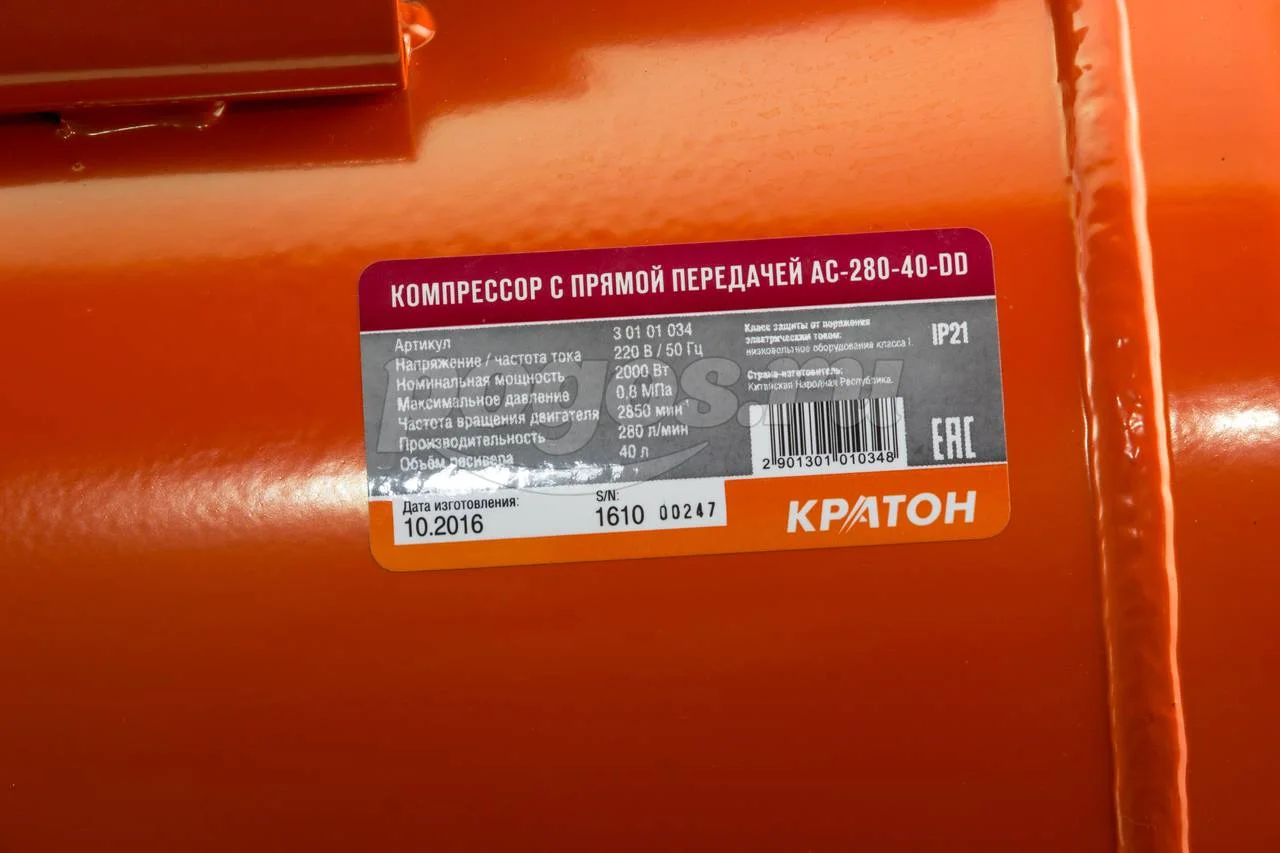 КОМПРЕССОР С ПРЯМОЙ ПЕРЕДАЧЕЙ AC-280-40-DD
Артикул 3 01 01 034
Напряжение / частота тока 220 В / 50 Гц
Номинальная мощность 2000 Вт
Максимальное давление 0,8 МПа
Частота вращения двигателя 2850 мин⁻¹
Производительность 280 л/мин
Объём ресивера 40 л
Класс защиты от поражения
электрическим током:
низковольтное оборудование класса I.
Страна-изготовитель:
Китайская Народная Республика.
IP21
2 901301 010348
EAC
Дата изготовления:
10.2016
S/N:
1610 00247
КРАТОН